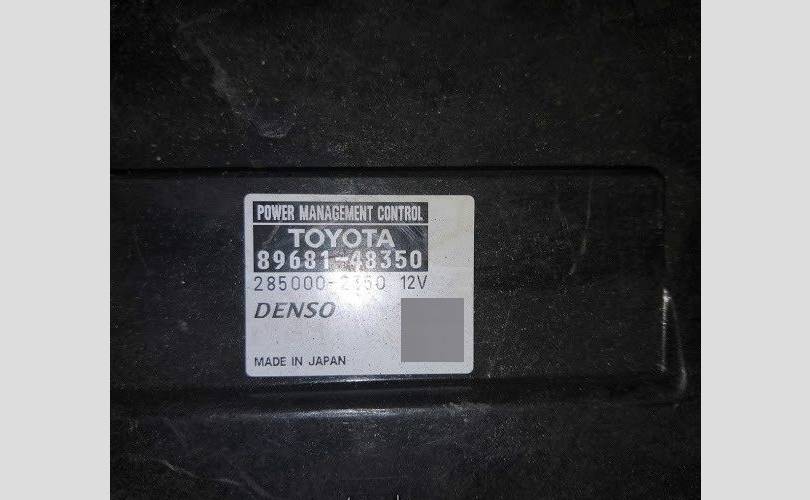 POWER MANAGEMENT CONTROL
TOYOTA
89681-48350
12V
DENSO
MADE IN JAPAN